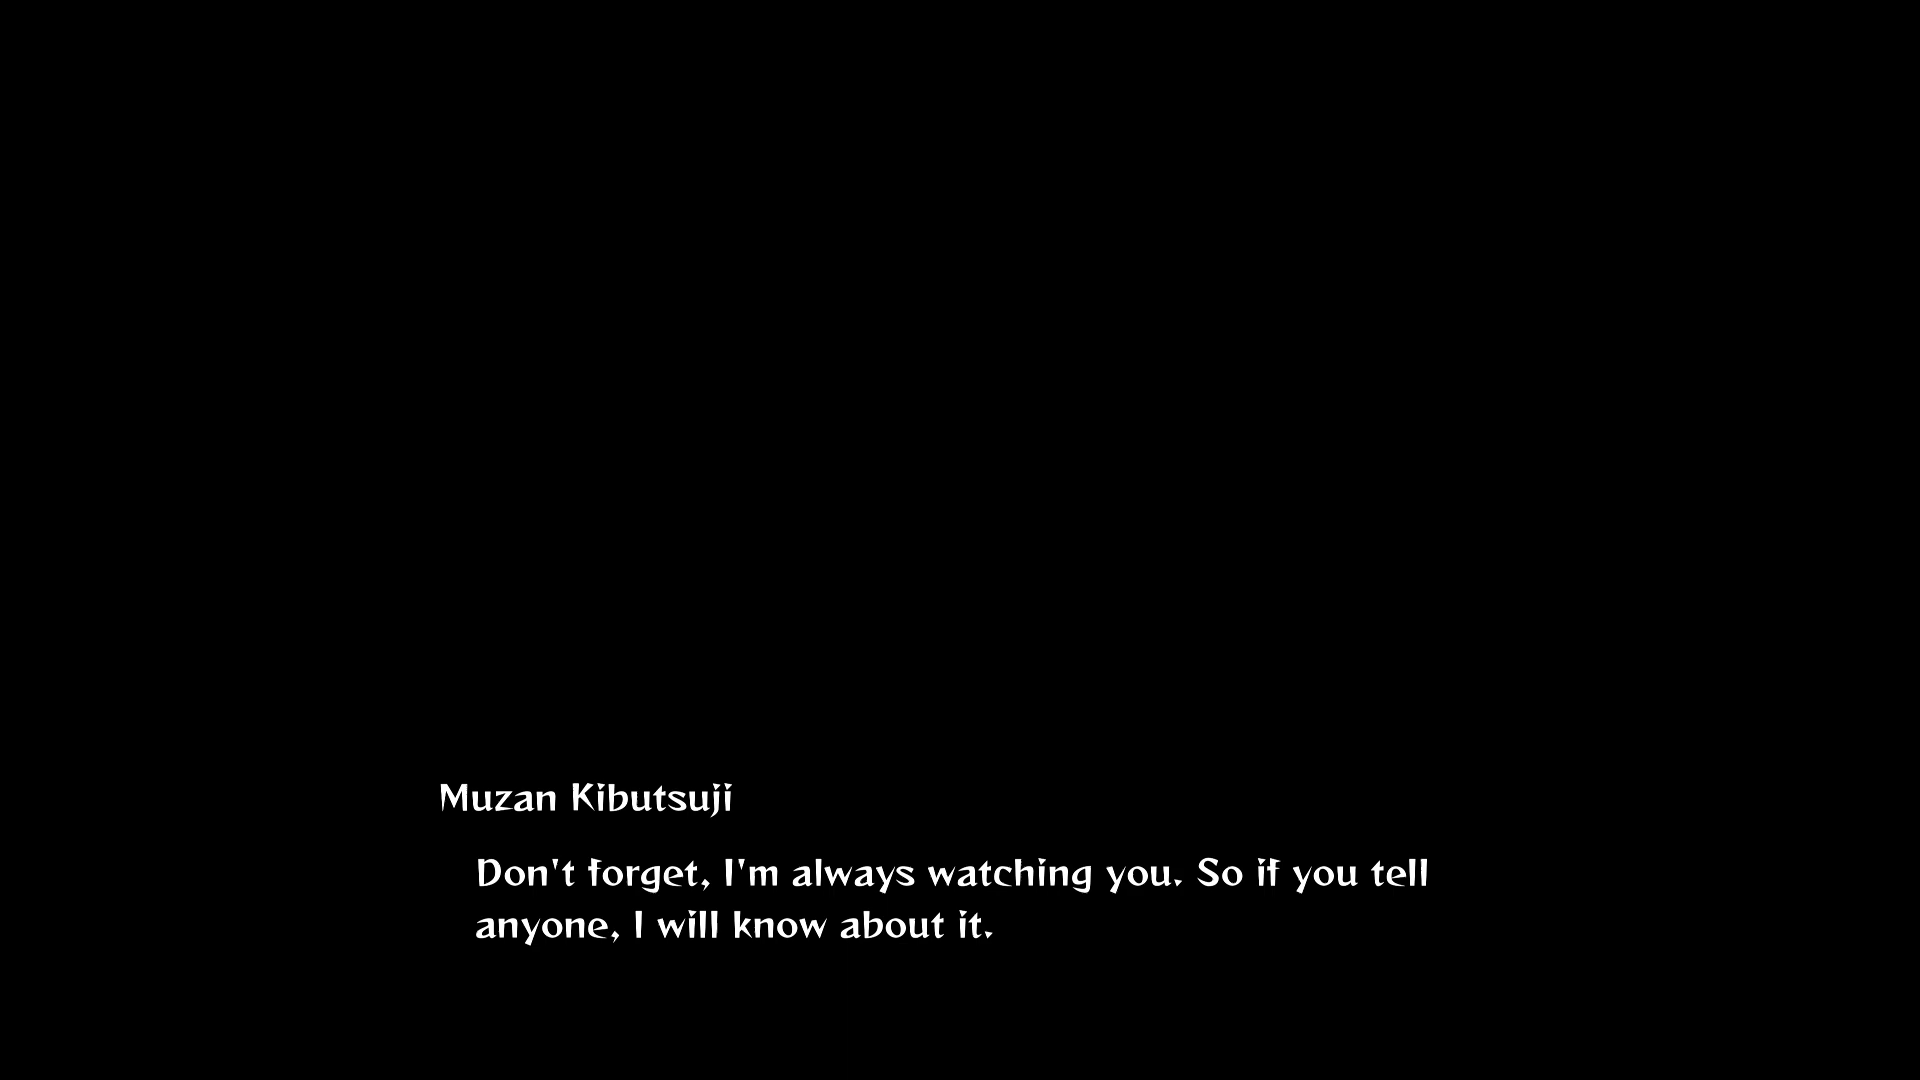 Muzan Kibutsuji
Don't forget, I'm always watching you. So if you tell
anyone, I will know about it.